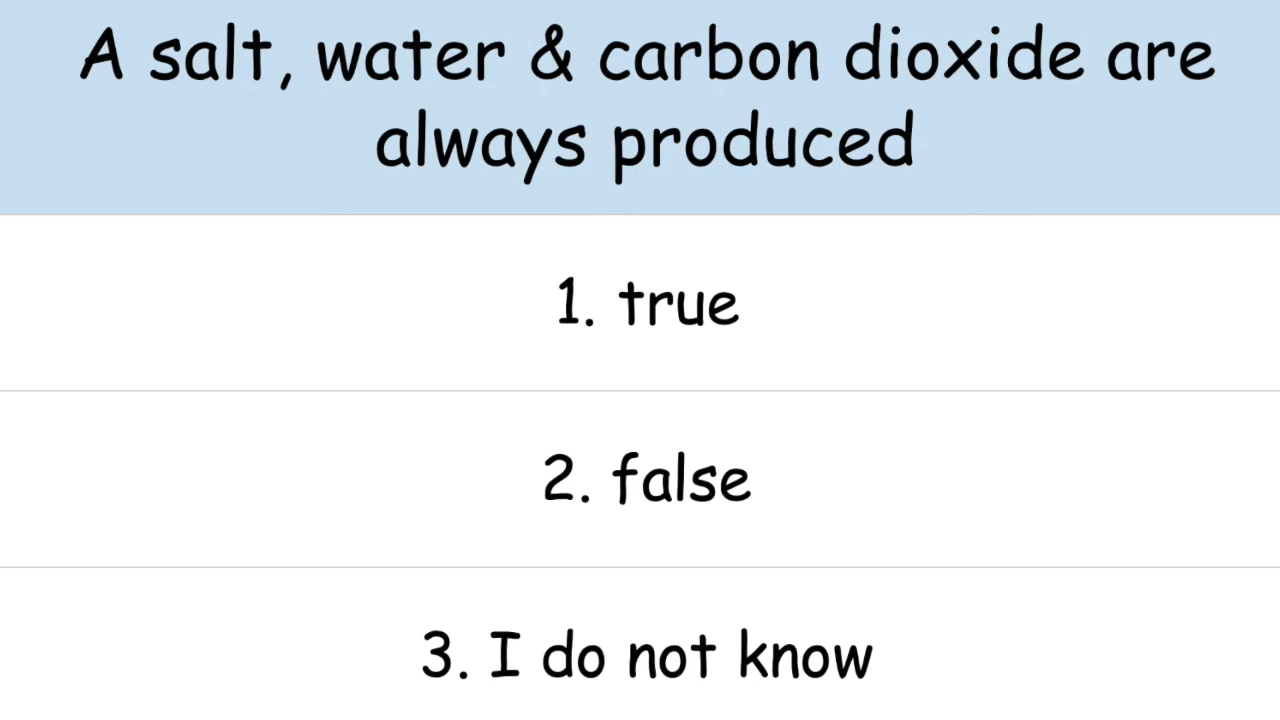 A salt, water & carbon dioxide are
always produced
1. true
2. false
3. I do not know